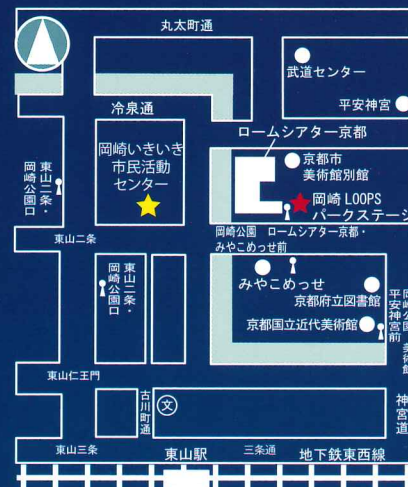 丸太町通
武道センター
平安神宮
冷泉通
ロームシアター京都
岡崎いきいき
市民活動
センター
京都市
美術館別館
東山二条・
岡崎公園口
岡崎 LOOPS
パークステージ
岡崎公園 ロームシアター京都・
みやこめっせ前
東山二条
東山二条・
岡崎公園口
みやこめっせ
京都府立図書館
京都国立近代美術館
岡崎公園 美術館
平安神宮前
東山仁王門
古川町通
文
神宮道
東山三条
東山駅
三条通
地下鉄東西線